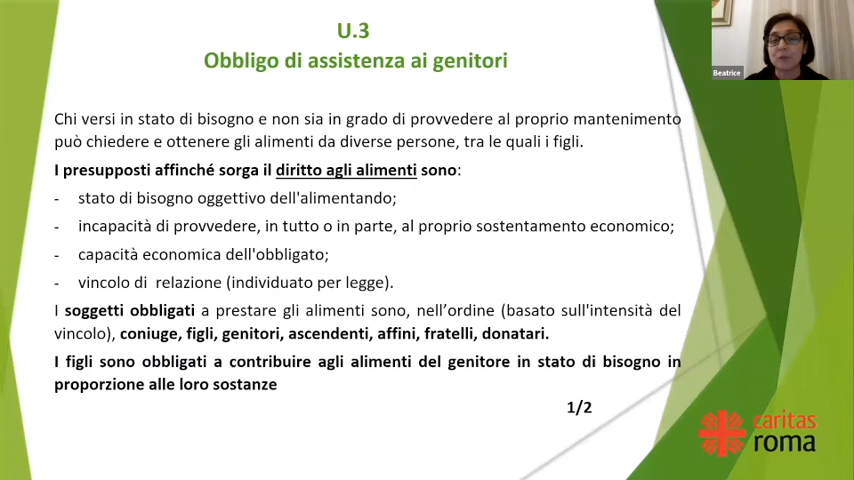 U.3
Obbligo di assistenza ai genitori
Beatrice
Chi versi in stato di bisogno e non sia in grado di provvedere al proprio mantenimento
può chiedere e ottenere gli alimenti da diverse persone, tra le quali i figli.
I presupposti affinché sorga il diritto agli alimenti sono:
- stato di bisogno oggettivo dell'alimentando;
- incapacità di provvedere, in tutto o in parte, al proprio sostentamento economico;
- capacità economica dell'obbligato;
- vincolo di relazione (individuato per legge).
I soggetti obbligati a prestare gli alimenti sono, nell’ordine (basato sull'intensità del
vincolo), coniuge, figli, genitori, ascendenti, affini, fratelli, donatari.
I figli sono obbligati a contribuire agli alimenti del genitore in stato di bisogno in
proporzione alle loro sostanze
1/2
caritas
roma